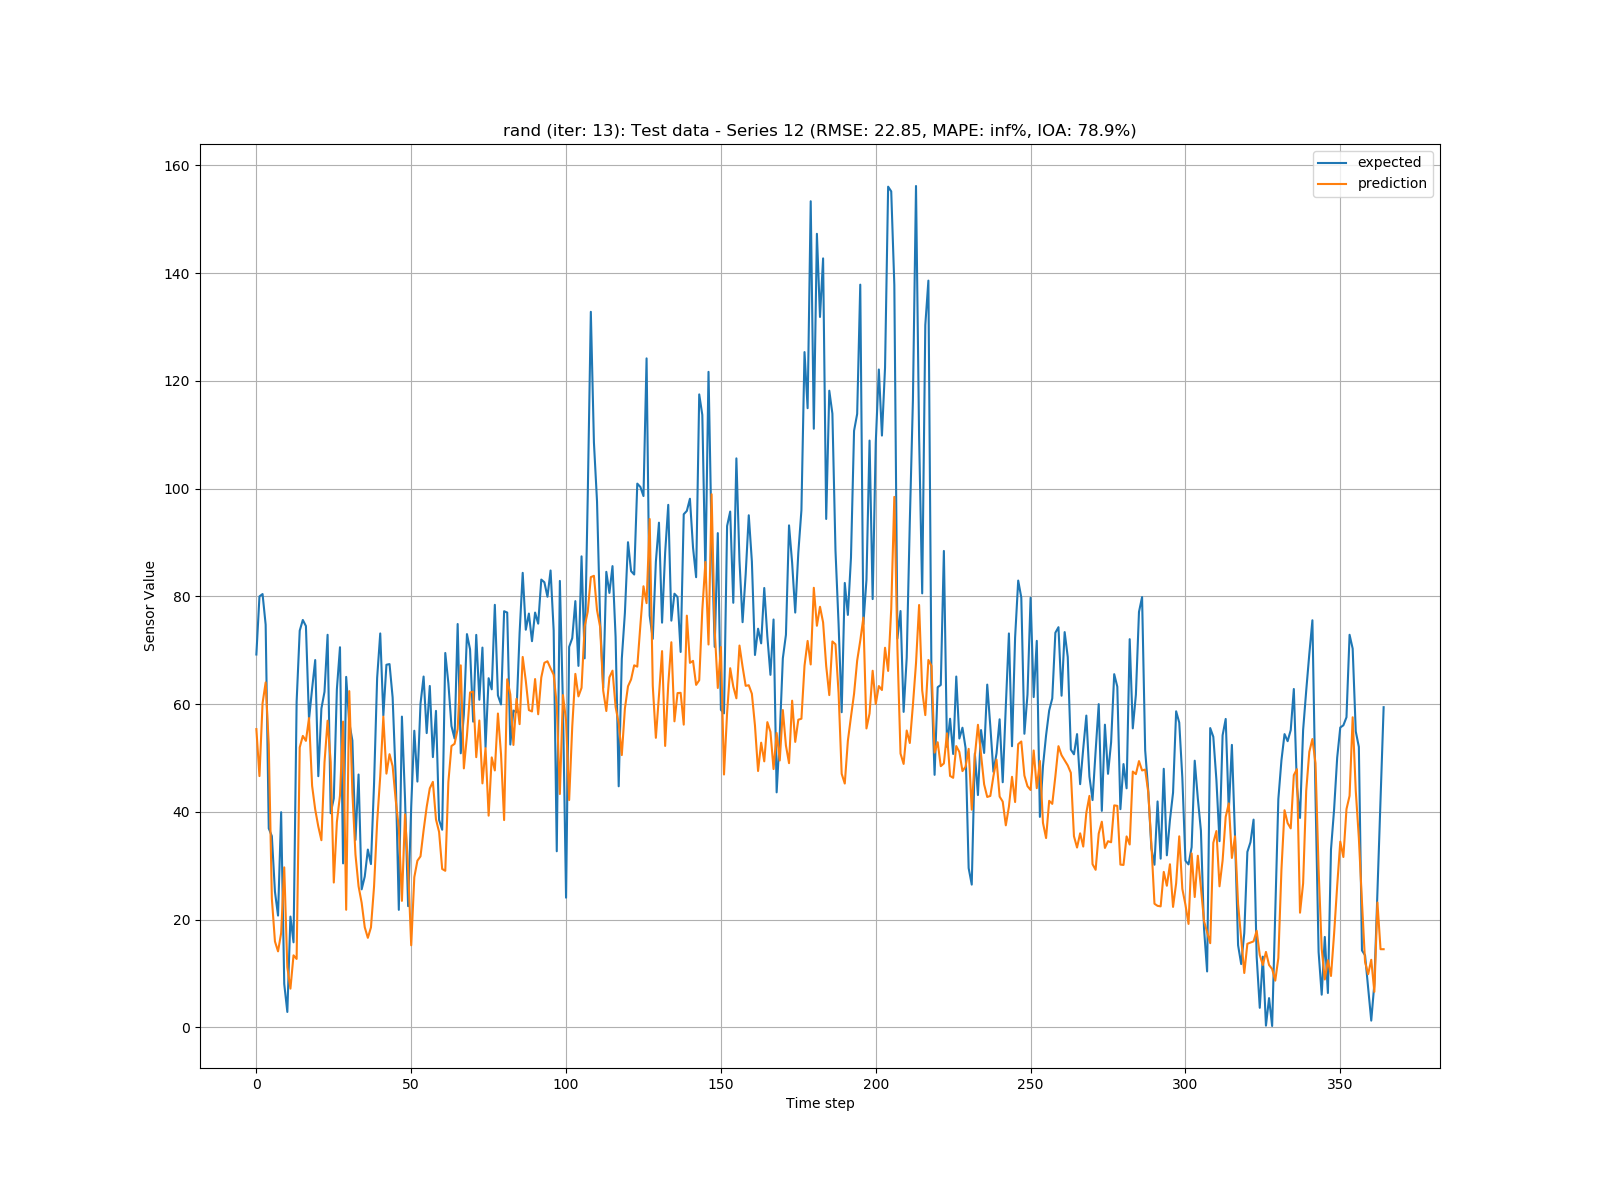 rand (iter: 13): Test data - Series 12 (RMSE: 22.85, MAPE: inf%, IOA: 78.9%)
expected
prediction
160
140
120
100
80
60
40
20
0
Sensor Value
0 50 100 150 200 250 300 350
Time step